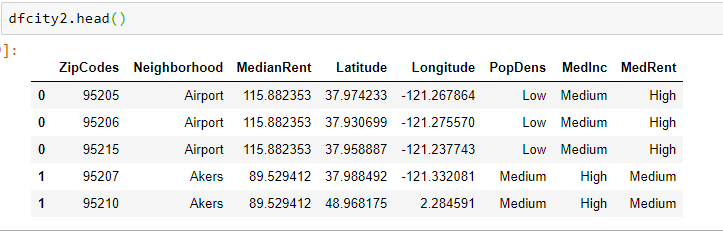 dfcity2.head()
]:
ZipCodes Neighborhood MedianRent Latitude Longitude PopDens MedInc MedRent
0 95205 Airport 115.882353 37.974233 -121.267864 Low Medium High
0 95206 Airport 115.882353 37.930699 -121.275570 Low Medium High
0 95215 Airport 115.882353 37.958887 -121.237743 Low Medium High
1 95207 Akers 89.529412 37.988492 -121.332081 Medium High Medium
1 95210 Akers 89.529412 48.968175 2.284591 Medium High Medium